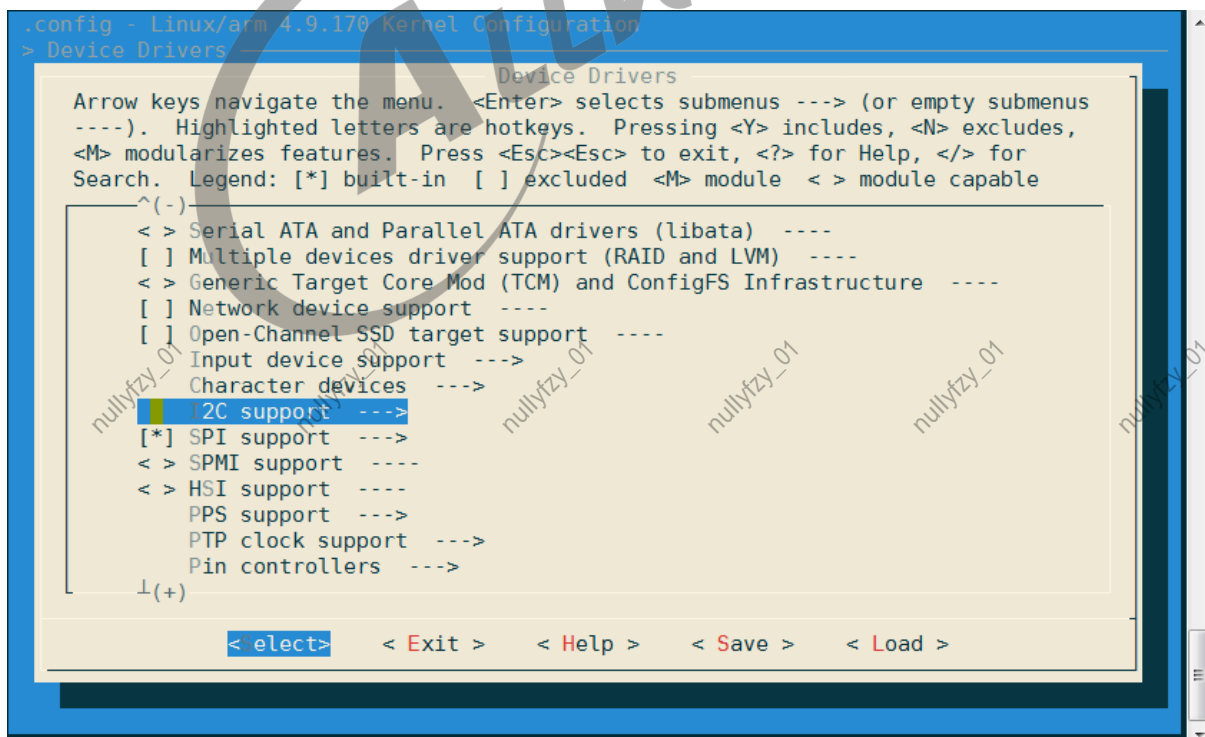 .config - Linux/arm 4.9.170 Kernel Configuration
> Device Drivers
Device Drivers
Arrow keys navigate the menu. <Enter> selects submenus ---> (or empty submenus
----). Highlighted letters are hotkeys. Pressing <Y> includes, <N> excludes,
<M> modularizes features. Press <Esc><Esc> to exit, <?> for Help, </> for
Search. Legend: [*] built-in [ ] excluded <M> module < > module capable
^(-)
< > Serial ATA and Parallel ATA drivers (libata) ----
[ ] Multiple devices driver support (RAID and LVM) ----
< > Generic Target Core Mod (TCM) and ConfigFS Infrastructure ----
[ ] Network device support ----
[ ] Open-Channel SSD target support ----
Input device support --->
Character devices --->
I2C support --->
[*] SPI support --->
< > SPMI support ----
< > HSI support ----
PPS support --->
PTP clock support --->
Pin controllers --->
┴(+)
<Select> < Exit > < Help > < Save > < Load >
nullyfzy_01 nullyfzy_01 nullyfzy_01 nullyfzy_01 nullyfzy_01